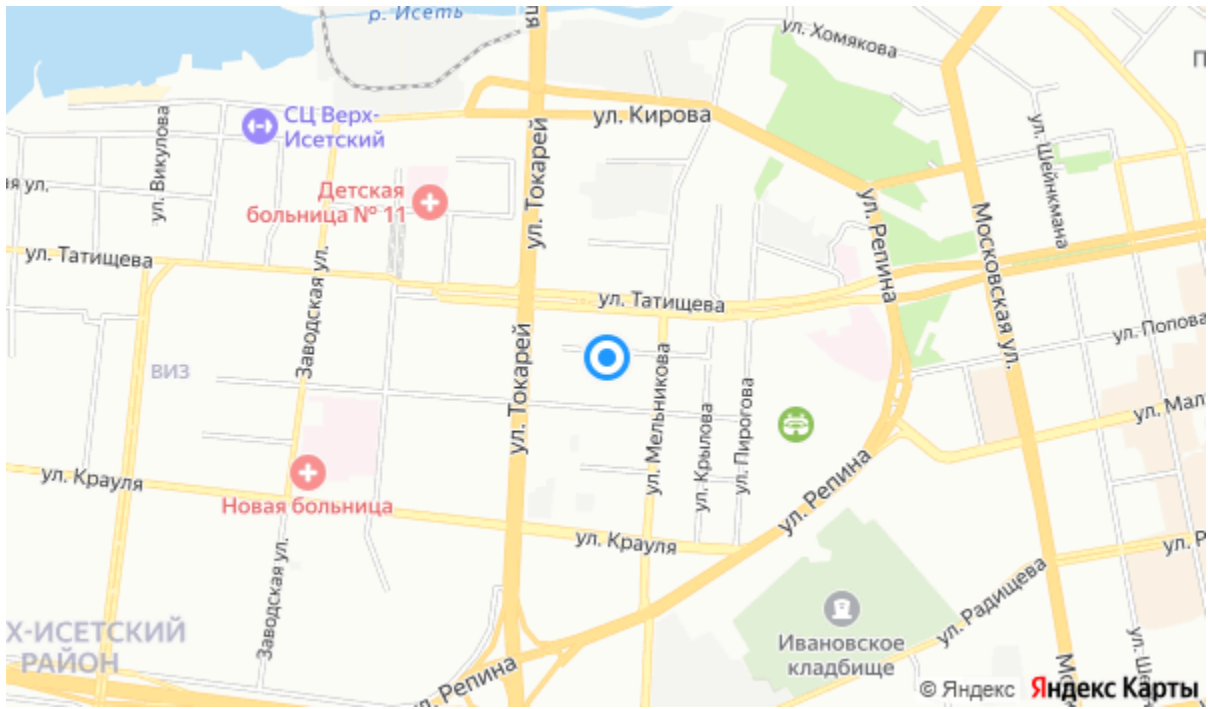 р. Исеть
ул. Хомякова
СЦ Верх-
Исетский
ул. Кирова
ул. Викулова
ул. Токарей
ул. Шейнкмана
Детская
больница № 11
ул. Репина
Московская ул.
ул. Татищева
Заводская ул.
ул. Татищева
ул. Попова
ул. Токарей
ВИЗ
ул. Мельникова
ул. Крылова
ул. Пирогова
ул. Крауля
Новая больница
ул. Репина
ул. Крауля
Заводская ул.
ул. Радищева
Х-ИСЕТСКИЙ
РАЙОН
Ивановское
кладбище
ул. Репина
© Яндекс Яндекс Карты